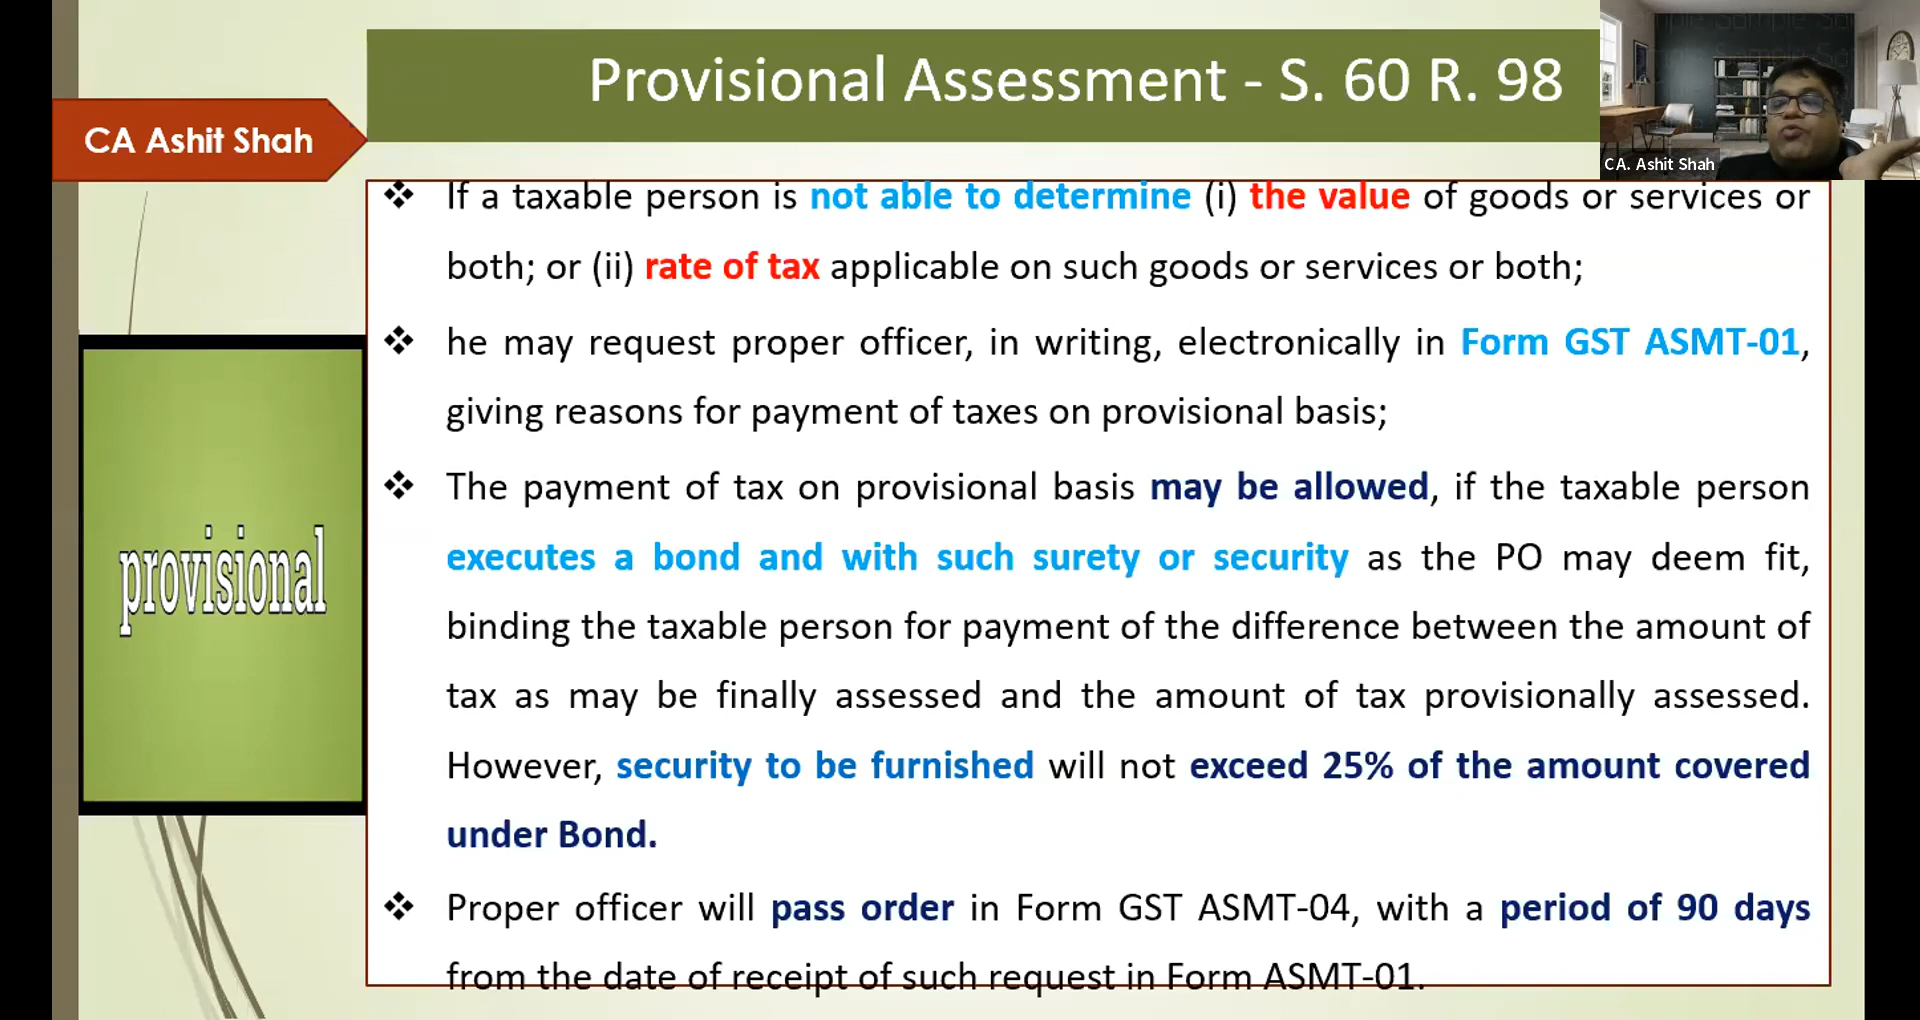 Provisional Assessment - S. 60 R. 98
CA Ashit Shah
CA. Ashit Shah
❖ If a taxable person is not able to determine (i) the value of goods or services or
both; or (ii) rate of tax applicable on such goods or services or both;
❖ he may request proper officer, in writing, electronically in Form GST ASMT-01,
giving reasons for payment of taxes on provisional basis;
❖ The payment of tax on provisional basis may be allowed, if the taxable person
executes a bond and with such surety or security as the PO may deem fit,
binding the taxable person for payment of the difference between the amount of
tax as may be finally assessed and the amount of tax provisionally assessed.
However, security to be furnished will not exceed 25% of the amount covered
under Bond.
❖ Proper officer will pass order in Form GST ASMT-04, with a period of 90 days
from the date of receipt of such request in Form ASMT-01.
provisional